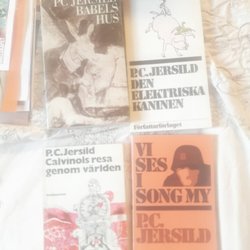 P.C. JERSILD
BABELS
HUS
P.C. JERSILD
DEN
ELEKTRISKA
KANINEN
Författarförlaget
P.C. Jersild
Calvinols resa
genom världen
VI
SES
I
SONG MY
P.C.
JERSILD